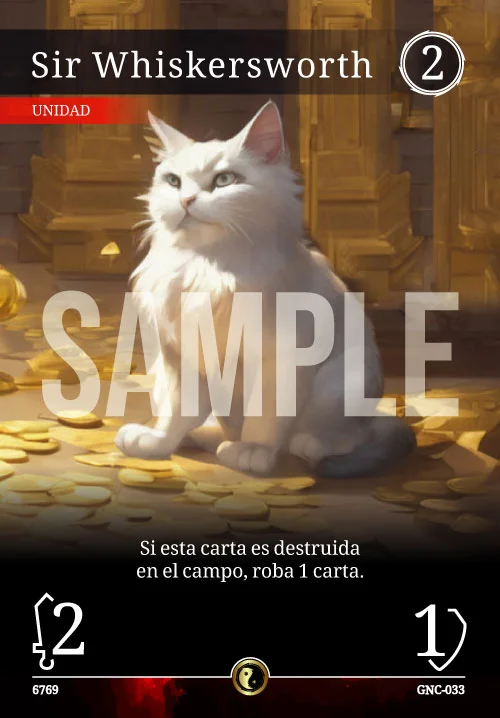 Sir Whiskersworth 2
UNIDAD
SAMPLE
Si esta carta es destruida
en el campo, roba 1 carta.
2 1
6769 GNC-033